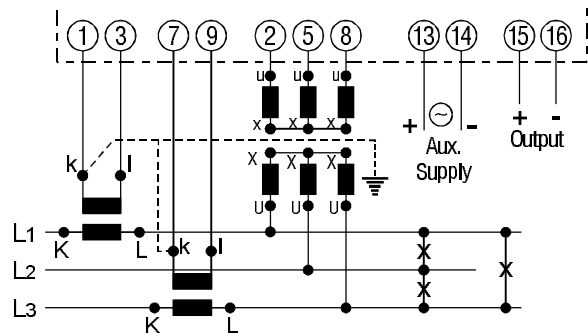 1 3 7 9 2 5 8 13 14 15 16
u u u
x x x
+ - + -
Aux. Supply
Output
k l
x x x
U U U
L1 K L k l
L2
L3 K L
x x x